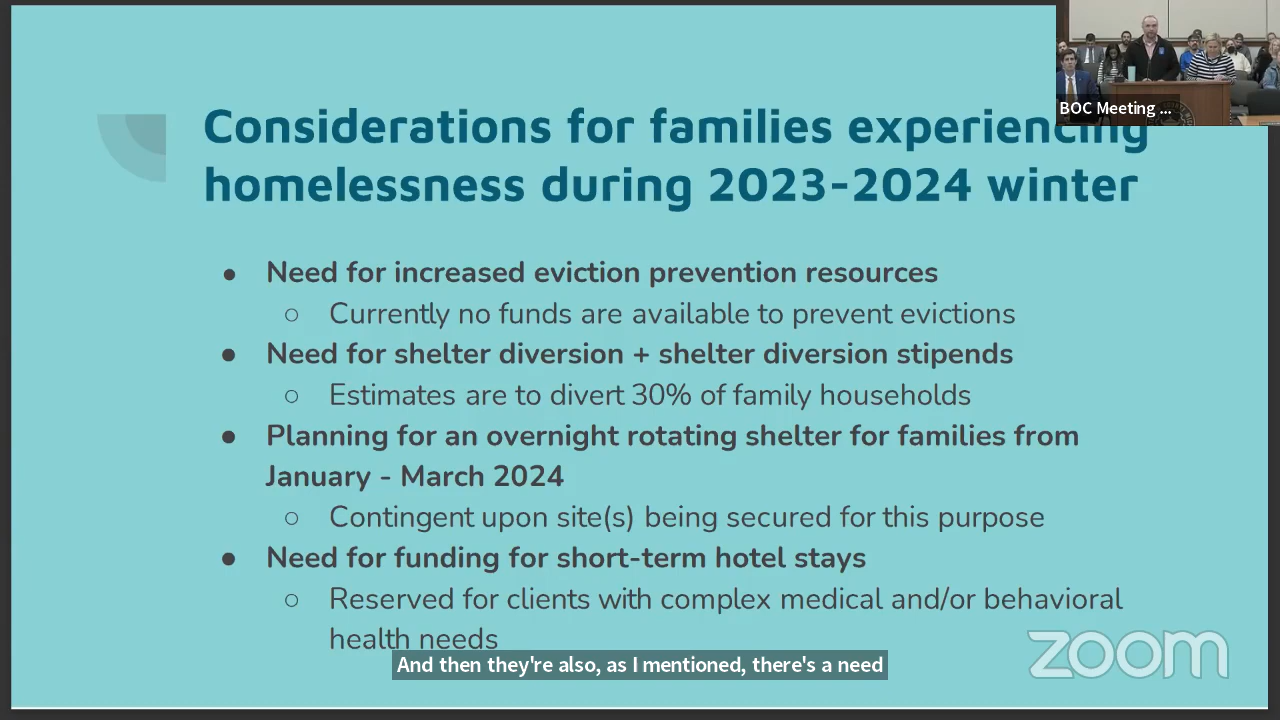 BOC Meeting ...
Considerations for families experiencing
homelessness during 2023-2024 winter
● Need for increased eviction prevention resources
○ Currently no funds are available to prevent evictions
● Need for shelter diversion + shelter diversion stipends
○ Estimates are to divert 30% of family households
● Planning for an overnight rotating shelter for families from
January - March 2024
○ Contingent upon site(s) being secured for this purpose
● Need for funding for short-term hotel stays
○ Reserved for clients with complex medical and/or behavioral
health needs
And then they're also, as I mentioned, there's a need
zoom